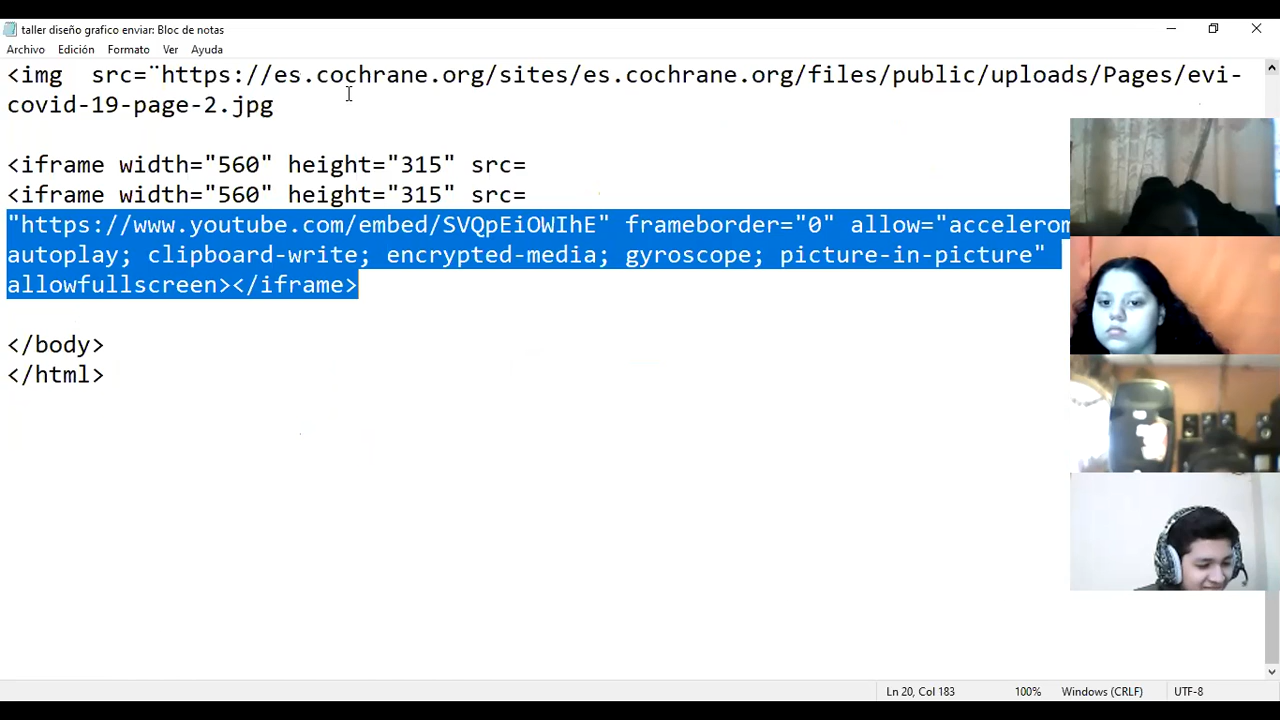 taller diseño grafico enviar: Bloc de notas
Archivo Edición Formato Ver Ayuda
<img  src=¨https://es.cochrane.org/sites/es.cochrane.org/files/public/uploads/Pages/evi-
covid-19-page-2.jpg
<iframe width="560" height="315" src=
<iframe width="560" height="315" src=
"https://www.youtube.com/embed/SVQpEiOWIhE" frameborder="0" allow="accelerom
autoplay; clipboard-write; encrypted-media; gyroscope; picture-in-picture"
allowfullscreen></iframe>
</body>
</html>
Ln 20, Col 183 100% Windows (CRLF) UTF-8